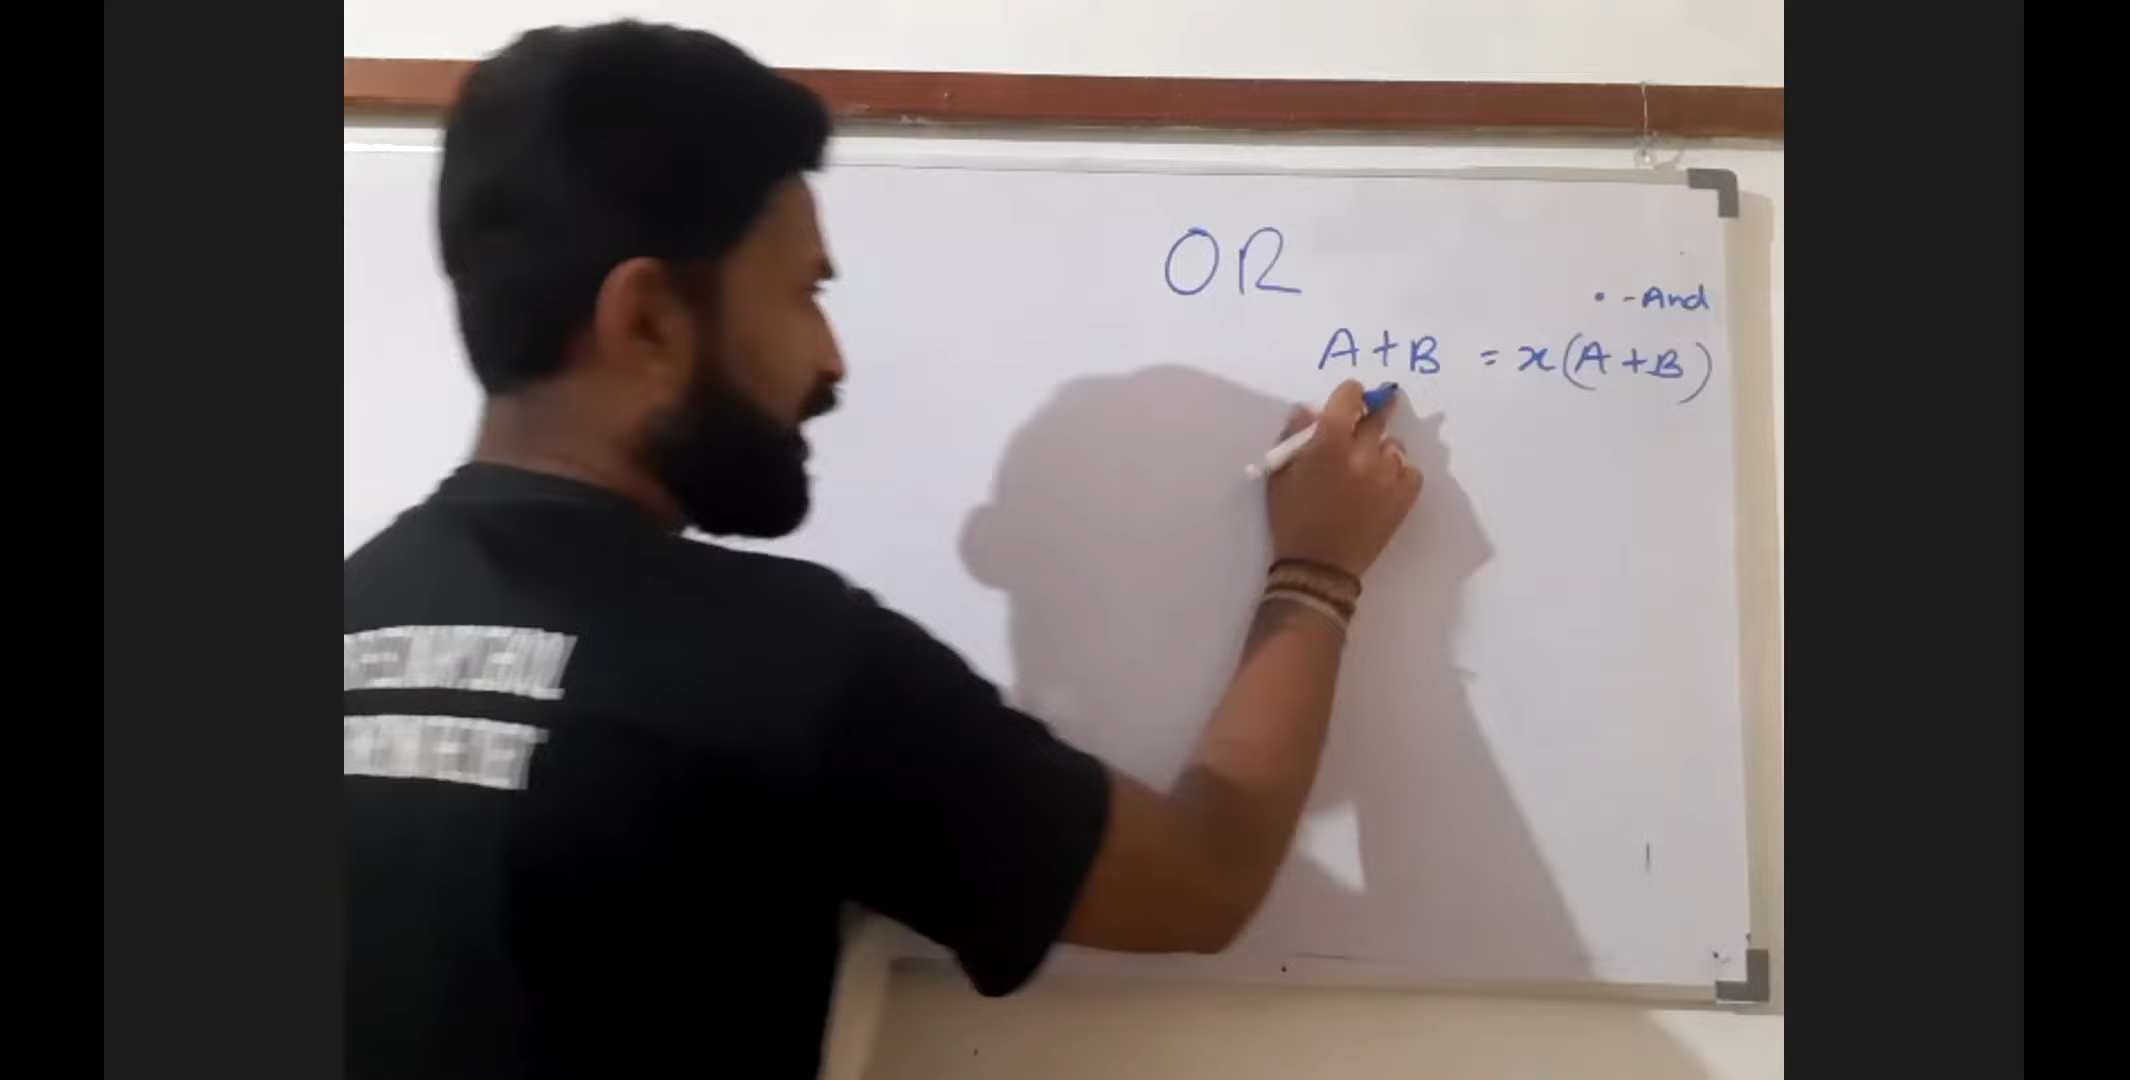 OR
• - And
A + B = x(A + B)